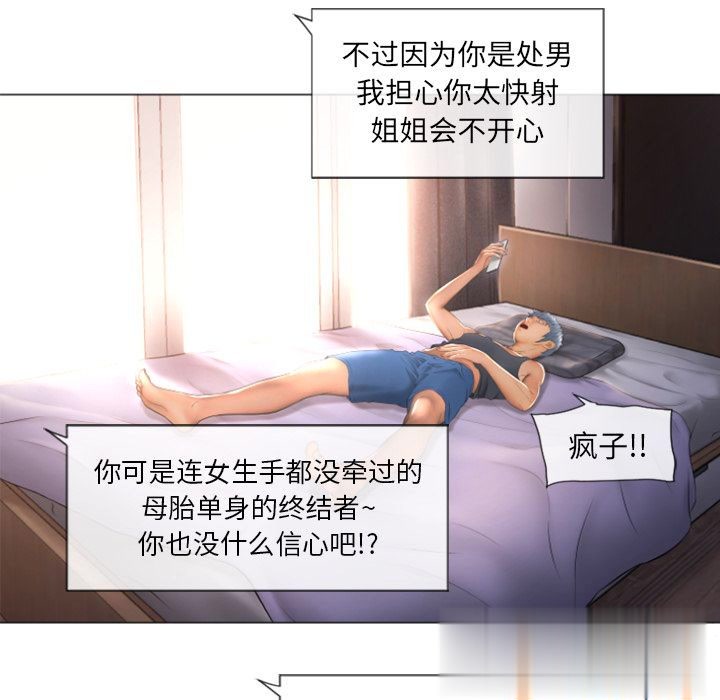 不过因为你是处男
我担心你太快射
姐姐会不开心
疯子!!
你可是连女生手都没牵过的
母胎单身的终结者~
你也没什么信心吧!?